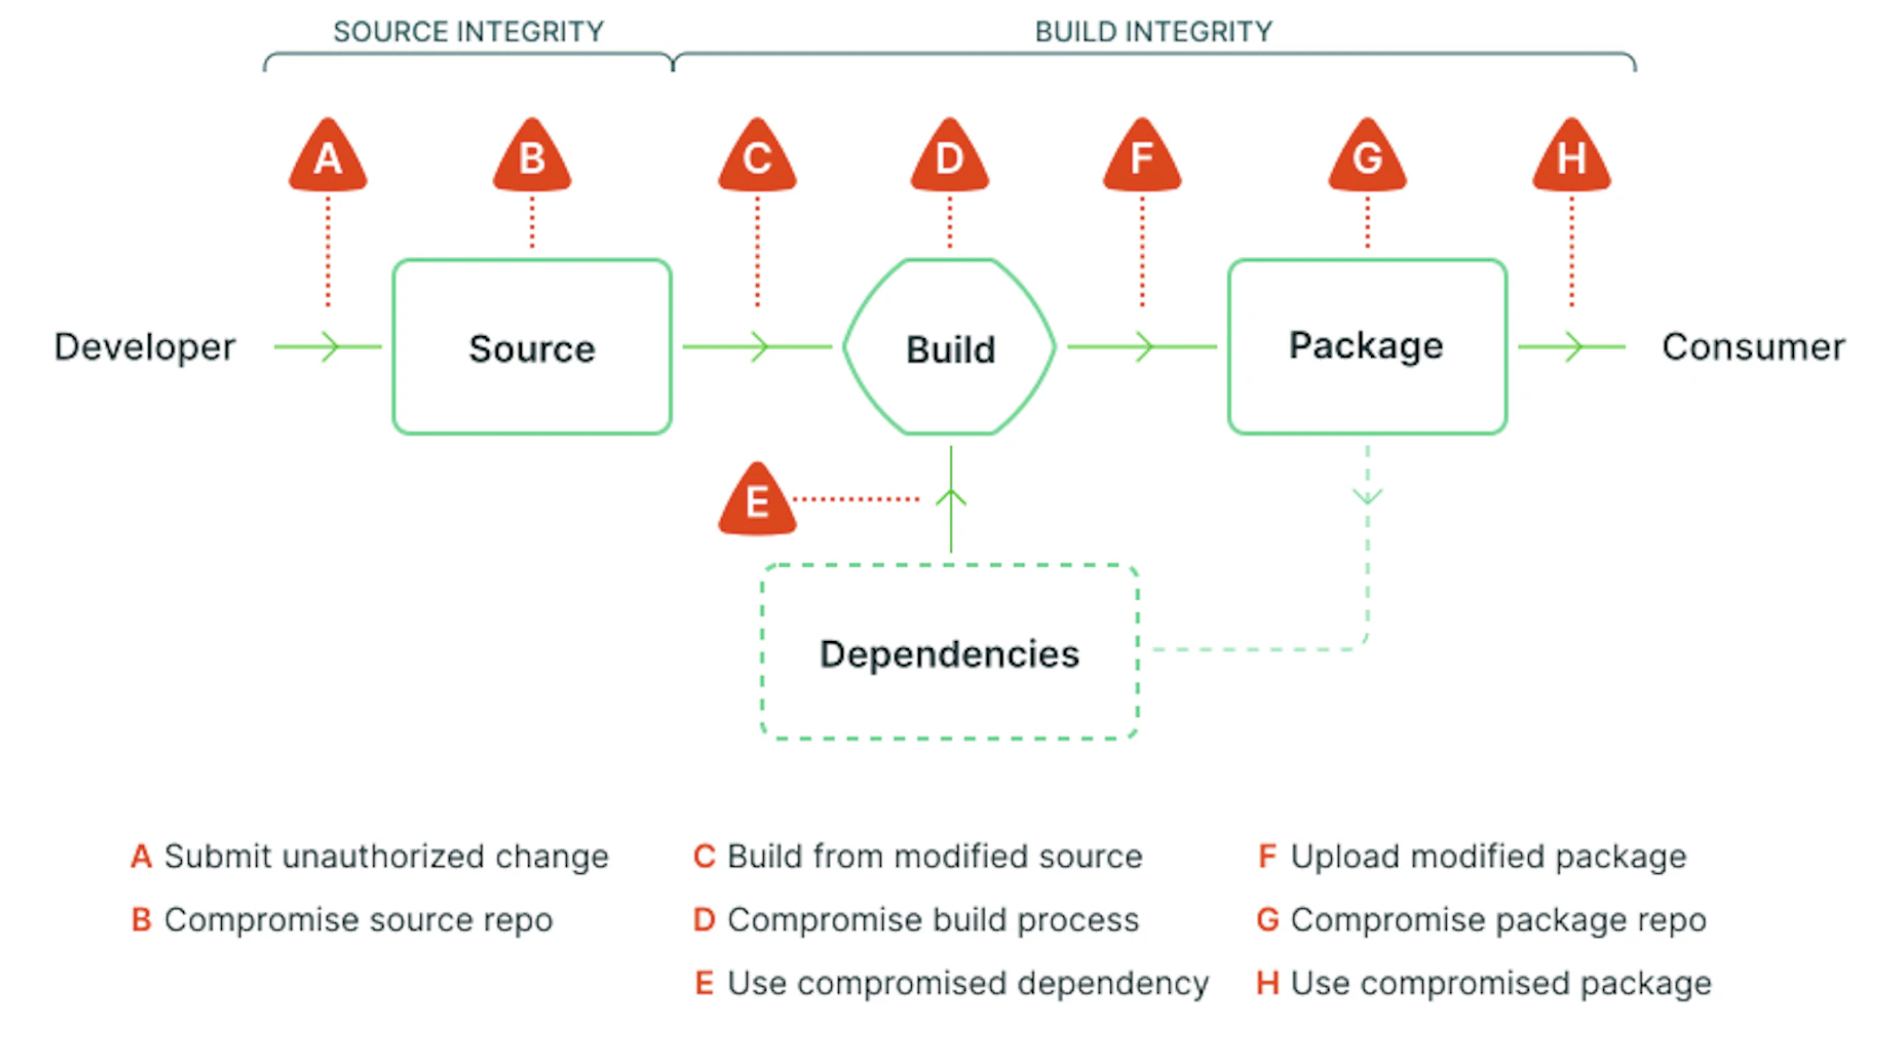 SOURCE INTEGRITY
BUILD INTEGRITY
A
B
C
D
F
G
H
Developer
Source
Build
Package
Consumer
E
Dependencies
A Submit unauthorized change
B Compromise source repo
C Build from modified source
D Compromise build process
E Use compromised dependency
F Upload modified package
G Compromise package repo
H Use compromised package